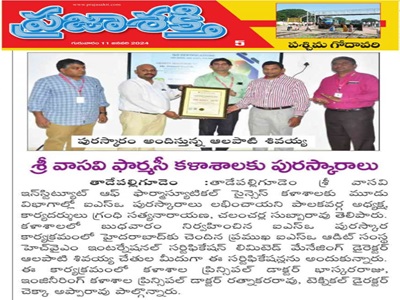 www.prajasakti.com
ప్రజాశక్తి
గురువారం 11 జనవరి 2024
5
పశ్చిమ గోదావరి
పురస్కారం అందిస్తున్న ఆలపాటి శివయ్య
శ్రీ వాసవి ఫార్మసీ కళాశాలకు పురస్కారాలు
తాడేపల్లిగూడెం :తాడేపల్లిగూడెం శ్రీ వాసవి
ఇన్‌స్టిట్యూట్ ఆఫ్ ఫార్మాస్యూటికల్ సైన్సెస్ కళాశాలకు మూడు
విభాగాల్లో ఐఎస్ఒ పురస్కారాలు లభించాయని పాలకవర్గ అధ్యక్ష,
కార్యదర్శులు గ్రంధి సత్యనారాయణ, చలంచర్ల సుబ్బారావు తెలిపారు.
కళాశాలలో బుధవారం నిర్వహించిన ఐఎస్ఒ పురస్కార
కార్యక్రమంలో హైదరాబాద్‌కు చెందిన ప్రముఖ ఐఎస్ఒ ఆడిట్ సంస్థ
హెచ్‌వైఎం ఇంటర్నేషనల్ సర్టిఫికేషన్ లిమిటెడ్ మేనేజింగ్ డైరెక్టర్
ఆలపాటి శివయ్య చేతుల మీదుగా ఈ సర్టిఫికెట్లను అందుకున్నారు.
ఈ కార్యక్రమంలో కళాశాల ప్రిన్సిపల్ డాక్టర్ భాస్కరరాజు,
ఇంజినీరింగ్ కళాశాల ప్రిన్సిపల్ డాక్టర్ రత్నాకరరావు, టెక్నికల్ డైరెక్టర్
చెక్కా అప్పారావు పాల్గొన్నారు.